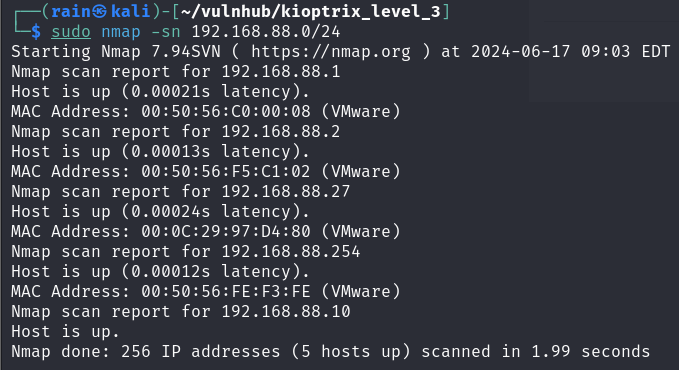 ┌──(rain㉿kali)-[~/vulnhub/kioptrix_level_3]
└─$ sudo nmap -sn 192.168.88.0/24
Starting Nmap 7.94SVN ( https://nmap.org ) at 2024-06-17 09:03 EDT
Nmap scan report for 192.168.88.1
Host is up (0.00021s latency).
MAC Address: 00:50:56:C0:00:08 (VMware)
Nmap scan report for 192.168.88.2
Host is up (0.00013s latency).
MAC Address: 00:50:56:F5:C1:02 (VMware)
Nmap scan report for 192.168.88.27
Host is up (0.00024s latency).
MAC Address: 00:0C:29:97:D4:80 (VMware)
Nmap scan report for 192.168.88.254
Host is up (0.00012s latency).
MAC Address: 00:50:56:FE:F3:FE (VMware)
Nmap scan report for 192.168.88.10
Host is up.
Nmap done: 256 IP addresses (5 hosts up) scanned in 1.99 seconds